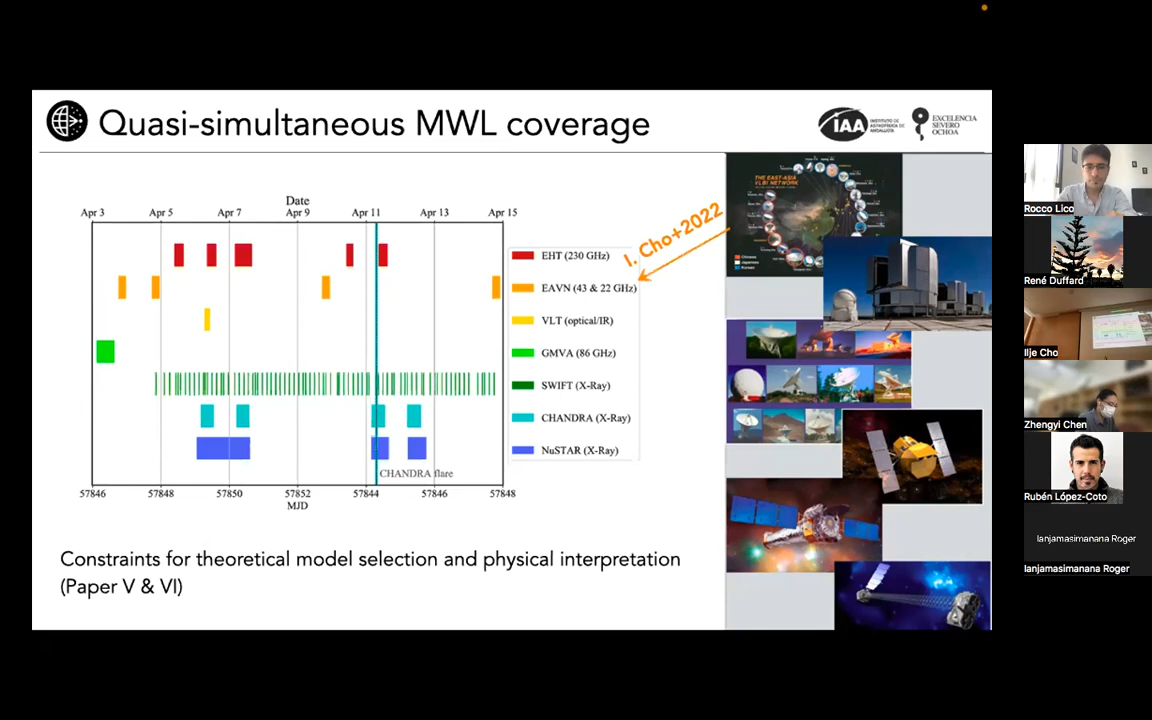 Quasi-simultaneous MWL coverage
IAA
INSTITUTO DE
ASTROFÍSICA DE
ANDALUCÍA
EXCELENCIA
SEVERO
OCHOA
Date
Apr 3 Apr 5 Apr 7 Apr 9 Apr 11 Apr 13 Apr 15
EHT (230 GHz)
EAVN (43 & 22 GHz)
VLT (optical/IR)
GMVA (86 GHz)
SWIFT (X-Ray)
CHANDRA (X-Ray)
NuSTAR (X-Ray)
CHANDRA flare
57846 57848 57850 57852 57844 57846 57848
MJD
I. Cho+2022
THE EAST-ASIA
VLBI NETWORK
Constraints for theoretical model selection and physical interpretation
(Paper V & VI)
Rocco Lico
René Duffard
Ilje Cho
Zhengyi Chen
Rubén López-Coto
Ianjamasimanana Roger
Ianjamasimanana Roger